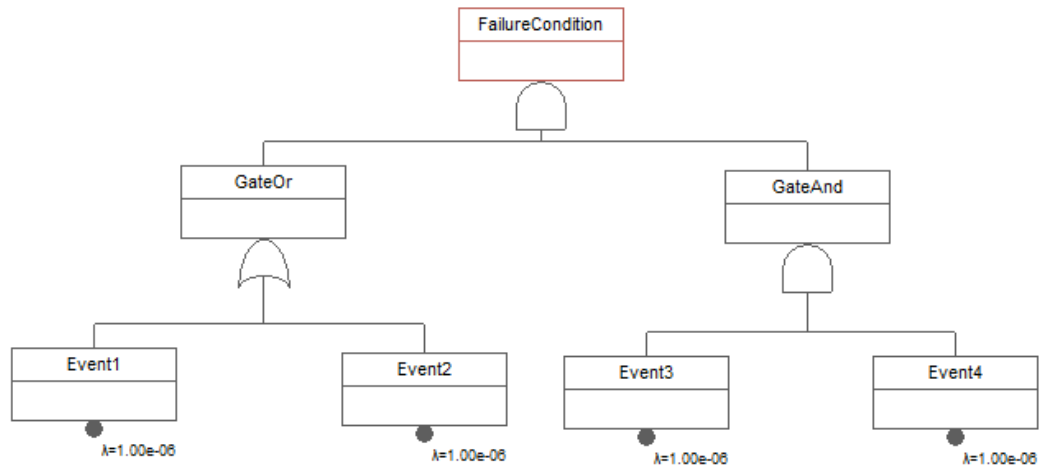 FailureCondition
GateOr
GateAnd
Event1
Event2
Event3
Event4
λ=1.00e-06
λ=1.00e-06
λ=1.00e-06
λ=1.00e-06